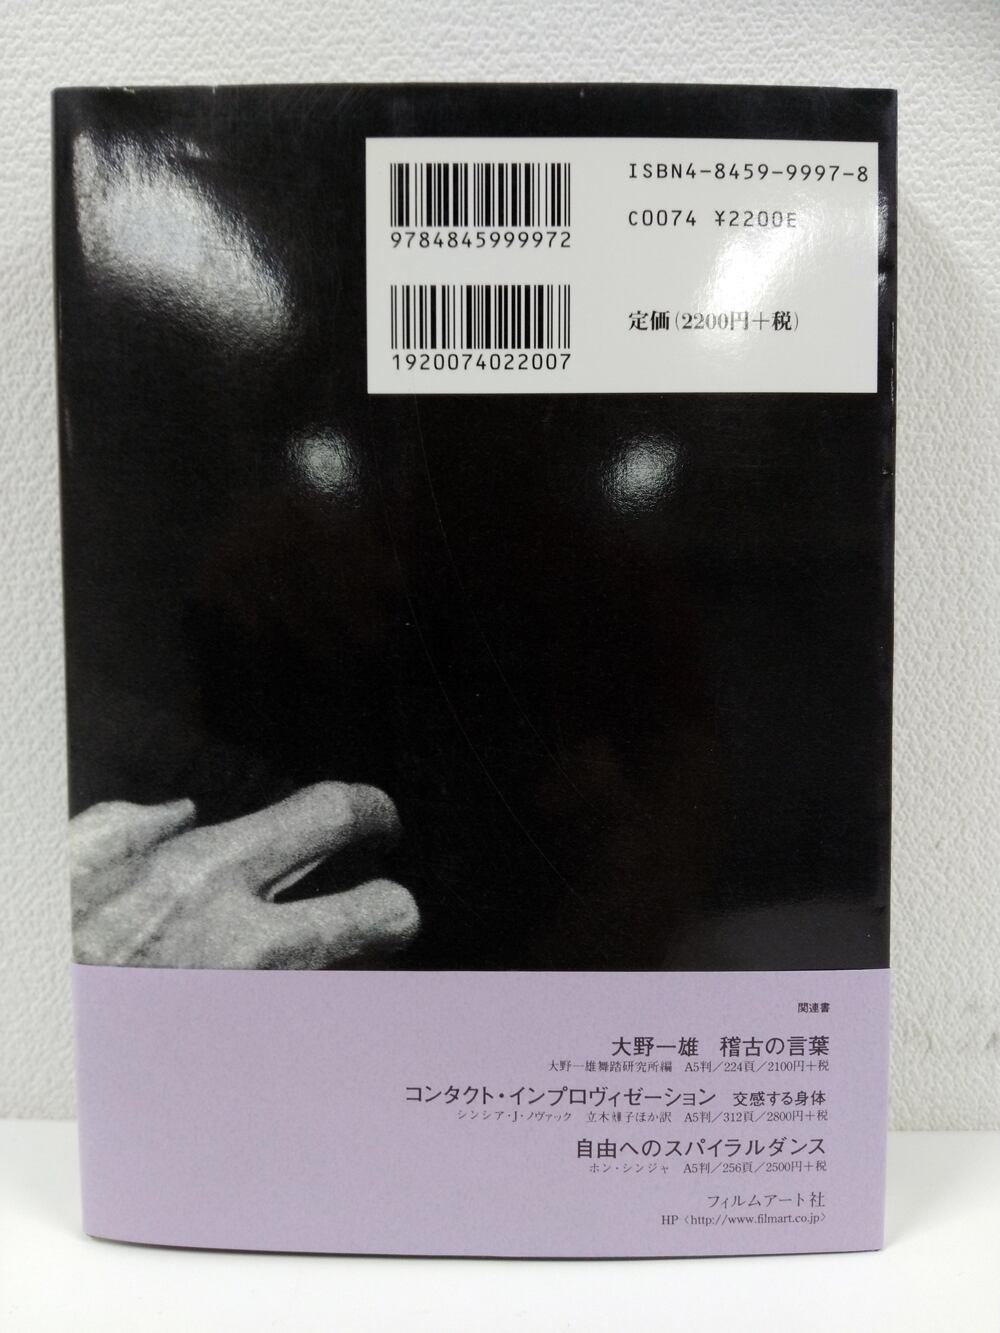 ISBN4-8459-9997-8
9784845999972
C0074 ¥2200E
1920074022007
定価(2200円+税)
関連書
大野一雄 稽古の言葉
大野一雄舞踏研究所編 A5判/224頁/2100円+税
コンタクト・インプロヴィゼーション 交感する身体
シンシア・J・ノヴァック 立木燁子ほか訳 A5判/312頁/2800円+税
自由へのスパイラルダンス
ホン・シンジャ A5判/256頁/2500円+税
フィルムアート社
HP〈http://www.filmart.co.jp〉